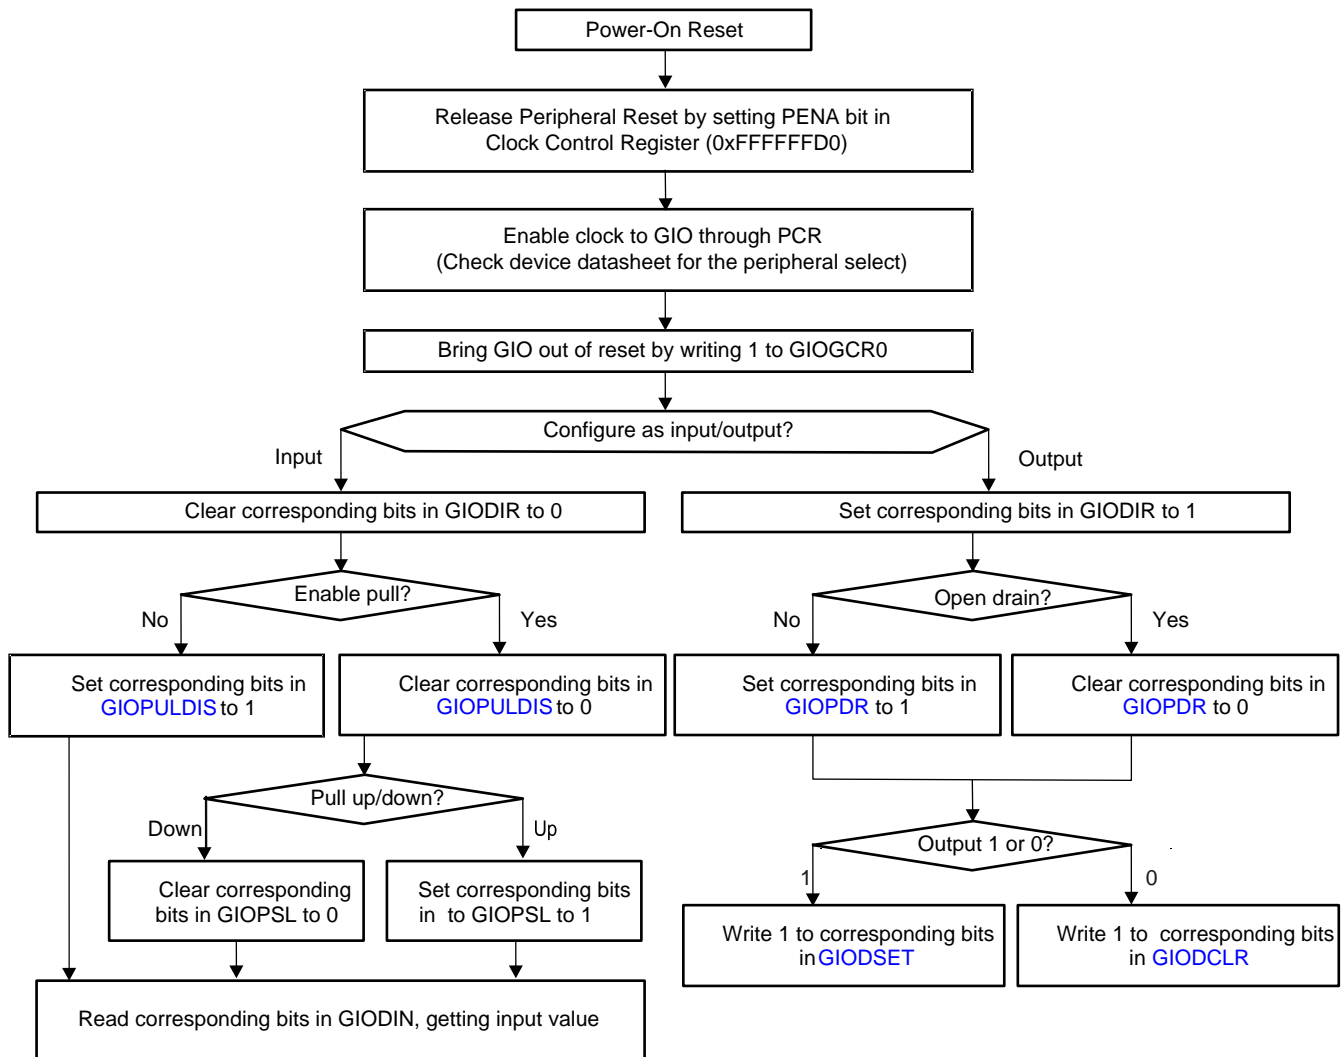 Power-On Reset
Release Peripheral Reset by setting PENA bit in
Clock Control Register (0xFFFFFFD0)
Enable clock to GIO through PCR
(Check device datasheet for the peripheral select)
Bring GIO out of reset by writing 1 to GIOGCR0
Configure as input/output?
Input
Output
Clear corresponding bits in GIODIR to 0
Set corresponding bits in GIODIR to 1
Enable pull?
Open drain?
No
Yes
No
Yes
Set corresponding bits in
GIOPULDIS to 1
Clear corresponding bits in
GIOPULDIS to 0
Set corresponding bits in
GIOPDR to 1
Clear corresponding bits in
GIOPDR to 0
Pull up/down?
Down
Up
Output 1 or 0?
1
0
Clear corresponding
bits in GIOPSL to 0
Set corresponding bits
in to GIOPSL to 1
Write 1 to corresponding bits
in GIODSET
Write 1 to corresponding bits
in GIODCLR
Read corresponding bits in GIODIN, getting input value